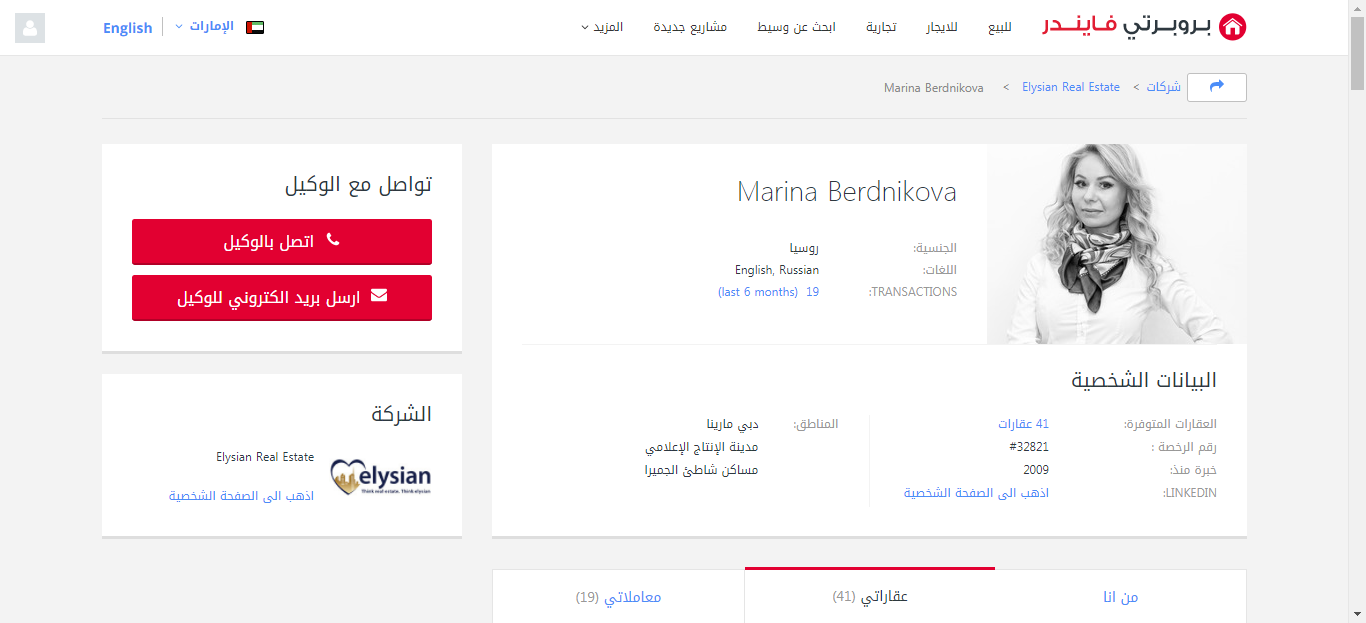 بروبرتي فايندر
للبيع
للايجار
تجارية
ابحث عن وسيط
مشاريع جديدة
المزيد
الإمارات
English
شركات > Elysian Real Estate > Marina Berdnikova
Marina Berdnikova
الجنسية: روسيا
اللغات: English, Russian
TRANSACTIONS: 19 (last 6 months)
البيانات الشخصية
العقارات المتوفرة: 41 عقارات
رقم الرخصة : #32821
خبرة منذ: 2009
LINKEDIN: اذهب الى الصفحة الشخصية
المناطق: دبي مارينا
مدينة الإنتاج الإعلامي
مساكن شاطئ الجميرا
تواصل مع الوكيل
اتصل بالوكيل
ارسل بريد الكتروني للوكيل
الشركة
elysian
Think real estate. Think elysian
Elysian Real Estate
اذهب الى الصفحة الشخصية
من انا
عقاراتي (41)
معاملاتي (19)